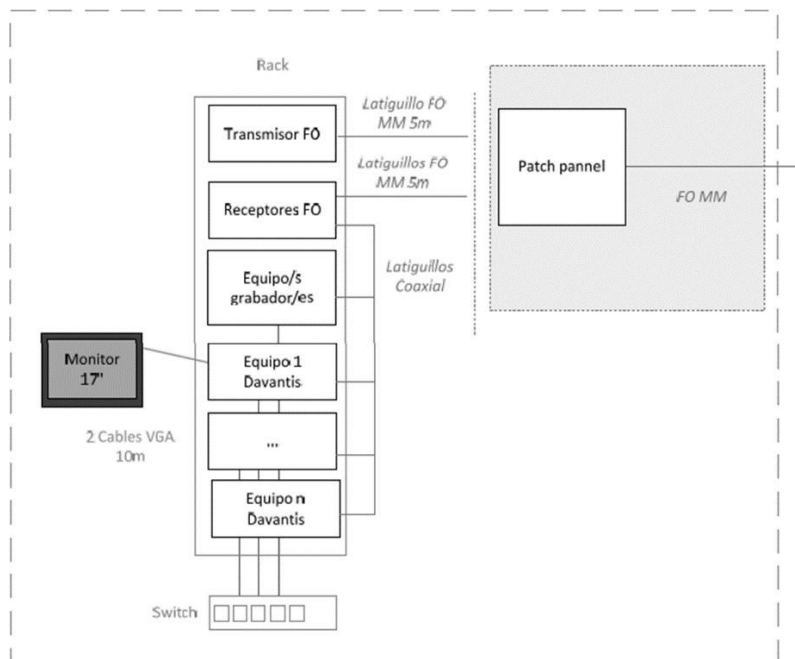 Rack
Latiguillo FO
MM 5m
Transmisor FO
Latiguillos FO
MM 5m
Patch pannel
FO MM
Receptores FO
Latiguillos
Coaxial
Equipo/s
grabador/es
Monitor
17"
Equipo 1
Davantis
2 Cables VGA
10m
...
Equipo n
Davantis
Switch